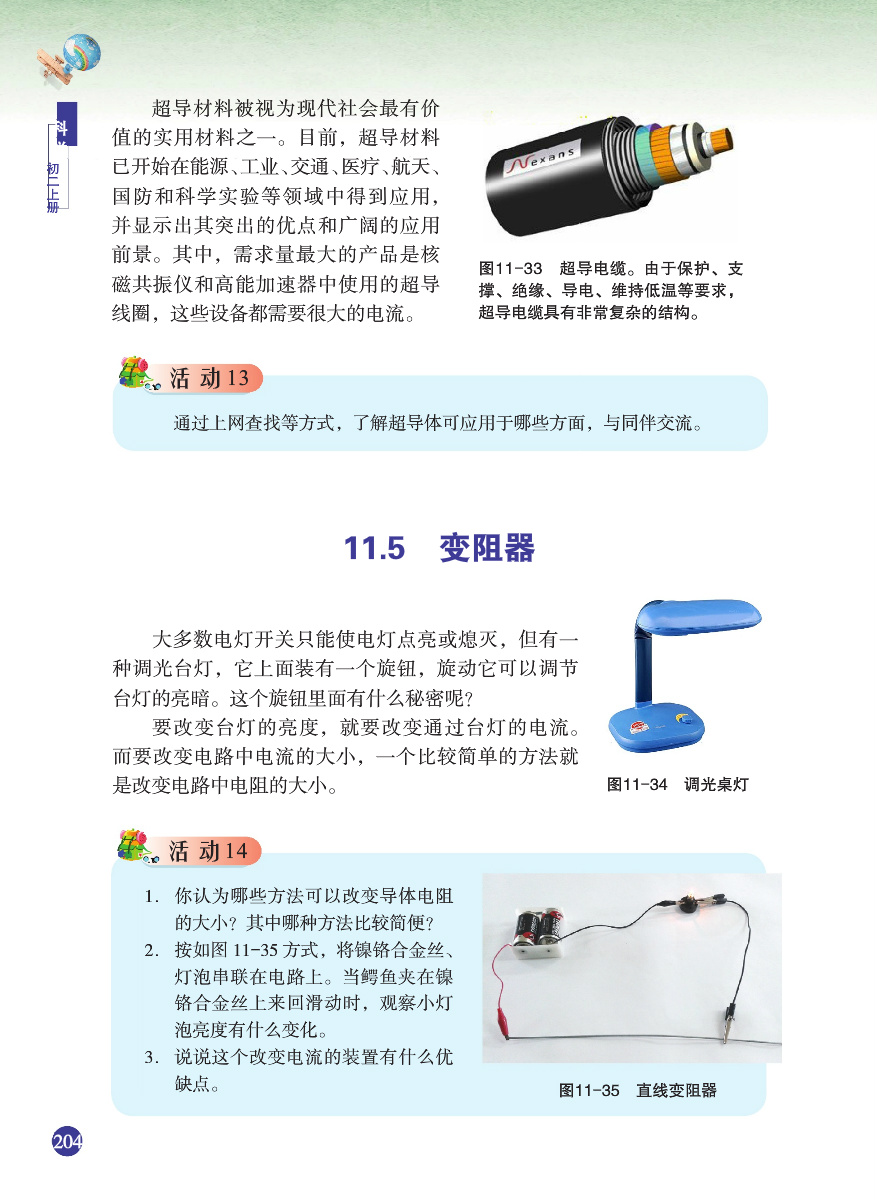 科
初二上册
超导材料被视为现代社会最有价
值的实用材料之一。目前，超导材料
已开始在能源、工业、交通、医疗、航天、
国防和科学实验等领域中得到应用，
并显示出其突出的优点和广阔的应用
前景。其中，需求量最大的产品是核
磁共振仪和高能加速器中使用的超导
线圈，这些设备都需要很大的电流。
Nexans
图11-33 超导电缆。由于保护、支
撑、绝缘、导电、维持低温等要求，
超导电缆具有非常复杂的结构。
活动13
通过上网查找等方式，了解超导体可应用于哪些方面，与同伴交流。
11.5 变阻器
大多数电灯开关只能使电灯点亮或熄灭，但有一
种调光台灯，它上面装有一个旋钮，旋动它可以调节
台灯的亮暗。这个旋钮里面有什么秘密呢？
要改变台灯的亮度，就要改变通过台灯的电流。
而要改变电路中电流的大小，一个比较简单的方法就
是改变电路中电阻的大小。
图11-34 调光桌灯
活动14
1. 你认为哪些方法可以改变导体电阻
的大小？其中哪种方法比较简便？
2. 按如图 11-35 方式，将镍铬合金丝、
灯泡串联在电路上。当鳄鱼夹在镍
铬合金丝上来回滑动时，观察小灯
泡亮度有什么变化。
3. 说说这个改变电流的装置有什么优
缺点。
图11-35 直线变阻器
204